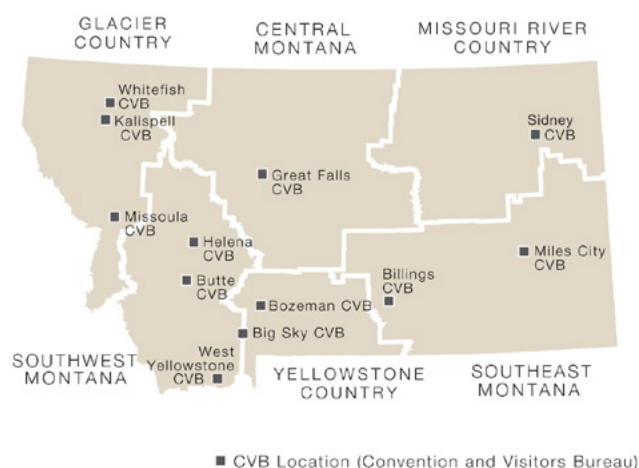 GLACIER
COUNTRY
CENTRAL
MONTANA
MISSOURI RIVER
COUNTRY
Whitefish
CVB
Kalispell
CVB
Sidney
CVB
Great Falls
CVB
Missoula
CVB
Helena
CVB
Miles City
CVB
Butte
CVB
Billings
CVB
Bozeman CVB
Big Sky CVB
West
Yellowstone
CVB
SOUTHWEST
MONTANA
YELLOWSTONE
COUNTRY
SOUTHEAST
MONTANA
CVB Location (Convention and Visitors Bureau)